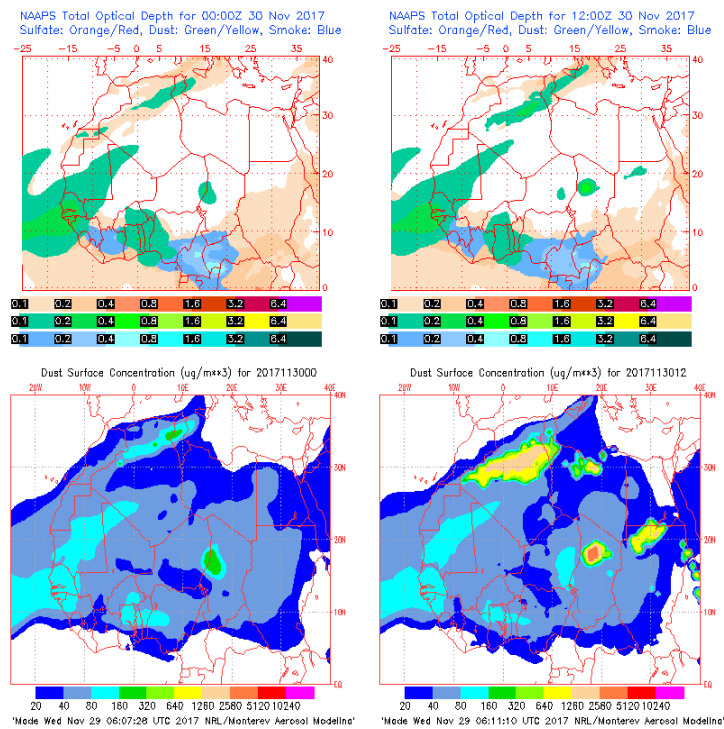 NAAPS Total Optical Depth for 00:00Z 30 Nov 2017
Sulfate: Orange/Red, Dust: Green/Yellow, Smoke: Blue
-25 -15 -5 0 5 15 25 35
40
30
20
10
0
0.1 0.2 0.4 0.8 1.6 3.2 6.4
0.1 0.2 0.4 0.8 1.6 3.2 6.4
0.1 0.2 0.4 0.8 1.6 3.2 6.4
NAAPS Total Optical Depth for 12:00Z 30 Nov 2017
Sulfate: Orange/Red, Dust: Green/Yellow, Smoke: Blue
-25 -15 -5 0 5 15 25 35
40
30
20
10
0
0.1 0.2 0.4 0.8 1.6 3.2 6.4
0.1 0.2 0.4 0.8 1.6 3.2 6.4
0.1 0.2 0.4 0.8 1.6 3.2 6.4
Dust Surface Concentration (ug/m**3) for 2017113000
20W 10W 0 10E 20E 30E 40E
40N
30N
20N
10N
EQ
20 40 80 160 320 640 1280 2560 5120 10240
'Made Wed Nov 29 06:07:28 UTC 2017 NRL/Monterey Aerosol Modeling'
Dust Surface Concentration (ug/m**3) for 2017113012
20W 10W 0 10E 20E 30E 40E
40N
30N
20N
10N
EQ
20 40 80 160 320 640 1280 2560 5120 10240
'Made Wed Nov 29 06:11:10 UTC 2017 NRL/Monterey Aerosol Modeling'